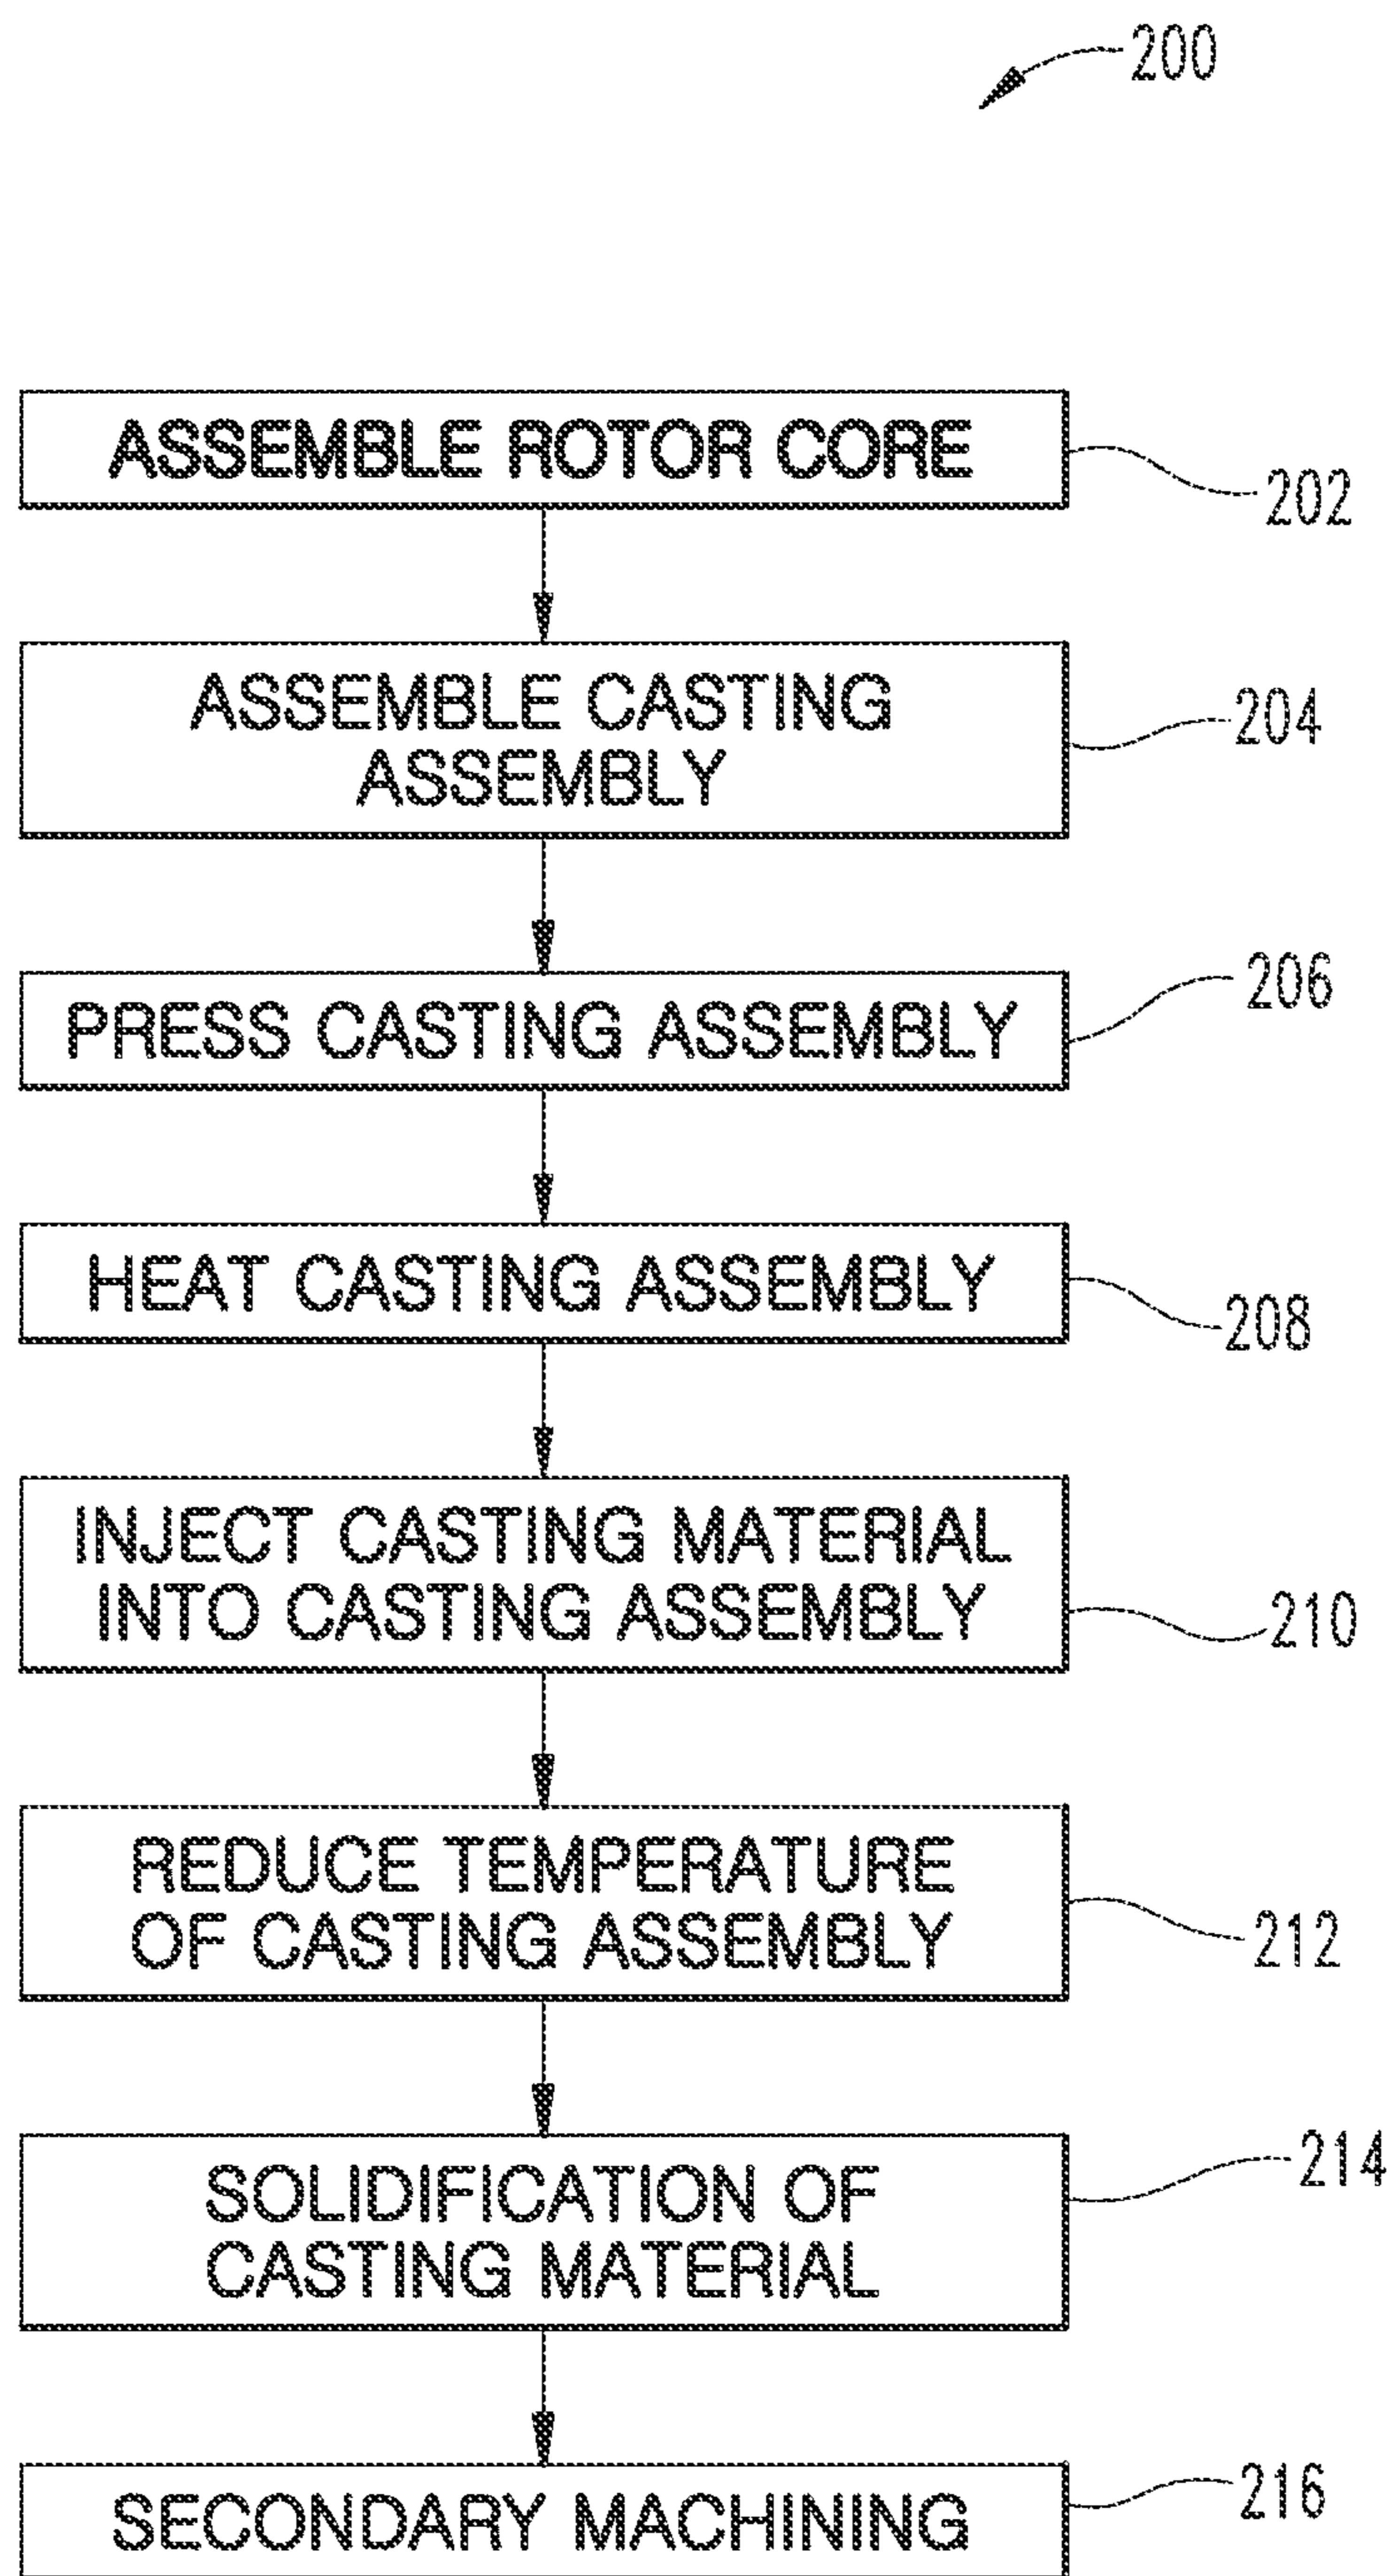 200
ASSEMBLE ROTOR CORE
202
ASSEMBLE CASTING
ASSEMBLY
204
PRESS CASTING ASSEMBLY
206
HEAT CASTING ASSEMBLY
208
INJECT CASTING MATERIAL
INTO CASTING ASSEMBLY
210
REDUCE TEMPERATURE
OF CASTING ASSEMBLY
212
SOLIDIFICATION OF
CASTING MATERIAL
214
SECONDARY MACHINING
216